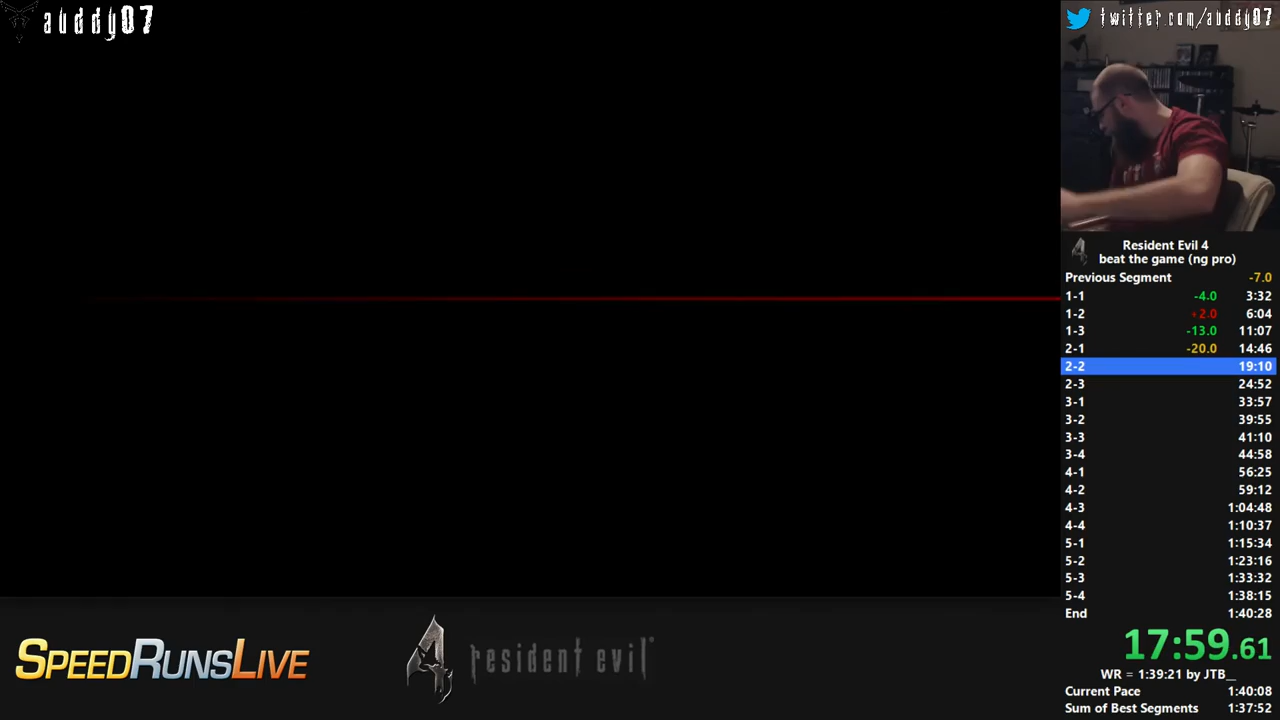 auddy07
twitter.com/auddy07
Resident Evil 4
beat the game (ng pro)
Previous Segment -7.0
1-1 -4.0 3:32
1-2 +2.0 6:04
1-3 -13.0 11:07
2-1 -20.0 14:46
2-2 19:10
2-3 24:52
3-1 33:57
3-2 39:55
3-3 41:10
3-4 44:58
4-1 56:25
4-2 59:12
4-3 1:04:48
4-4 1:10:37
5-1 1:15:34
5-2 1:23:16
5-3 1:33:32
5-4 1:38:15
End 1:40:28
17:59.61
WR = 1:39:21 by JTB__
Current Pace 1:40:08
Sum of Best Segments 1:37:52
SPEEDRUNSLIVE
4 resident evil